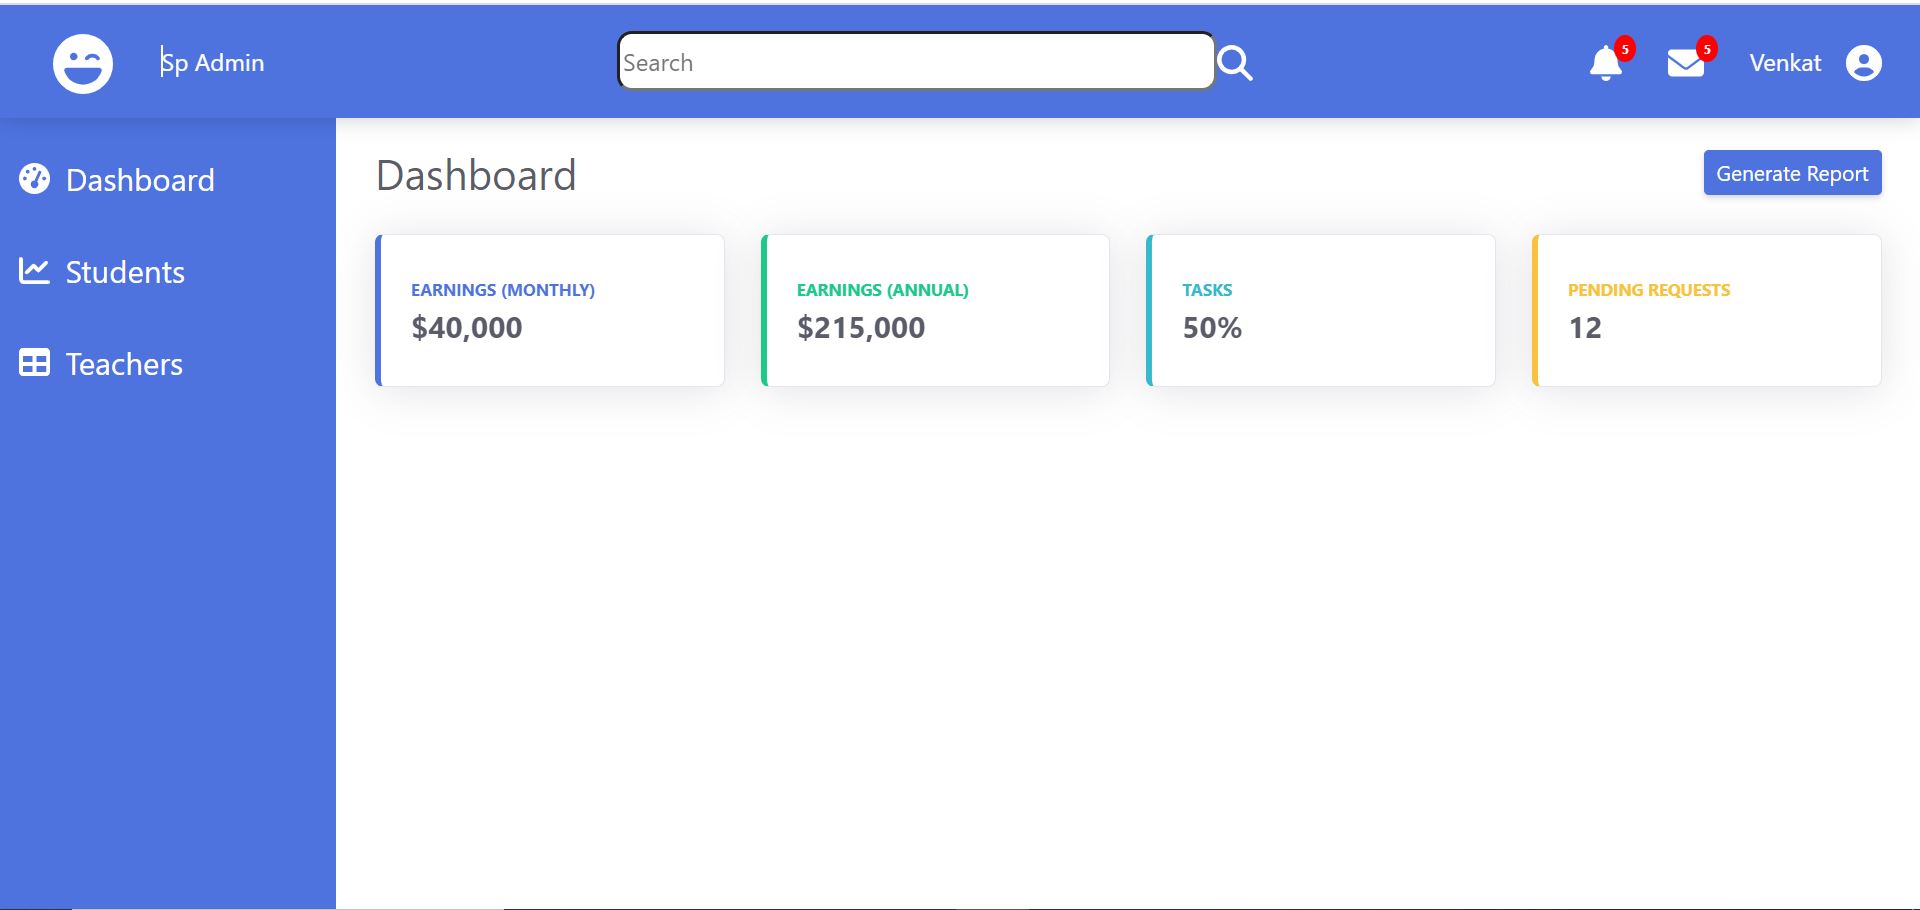 Sp Admin
Search
5
5
Venkat
Dashboard
Students
Teachers
Dashboard
Generate Report
EARNINGS (MONTHLY)
$40,000
EARNINGS (ANNUAL)
$215,000
TASKS
50%
PENDING REQUESTS
12